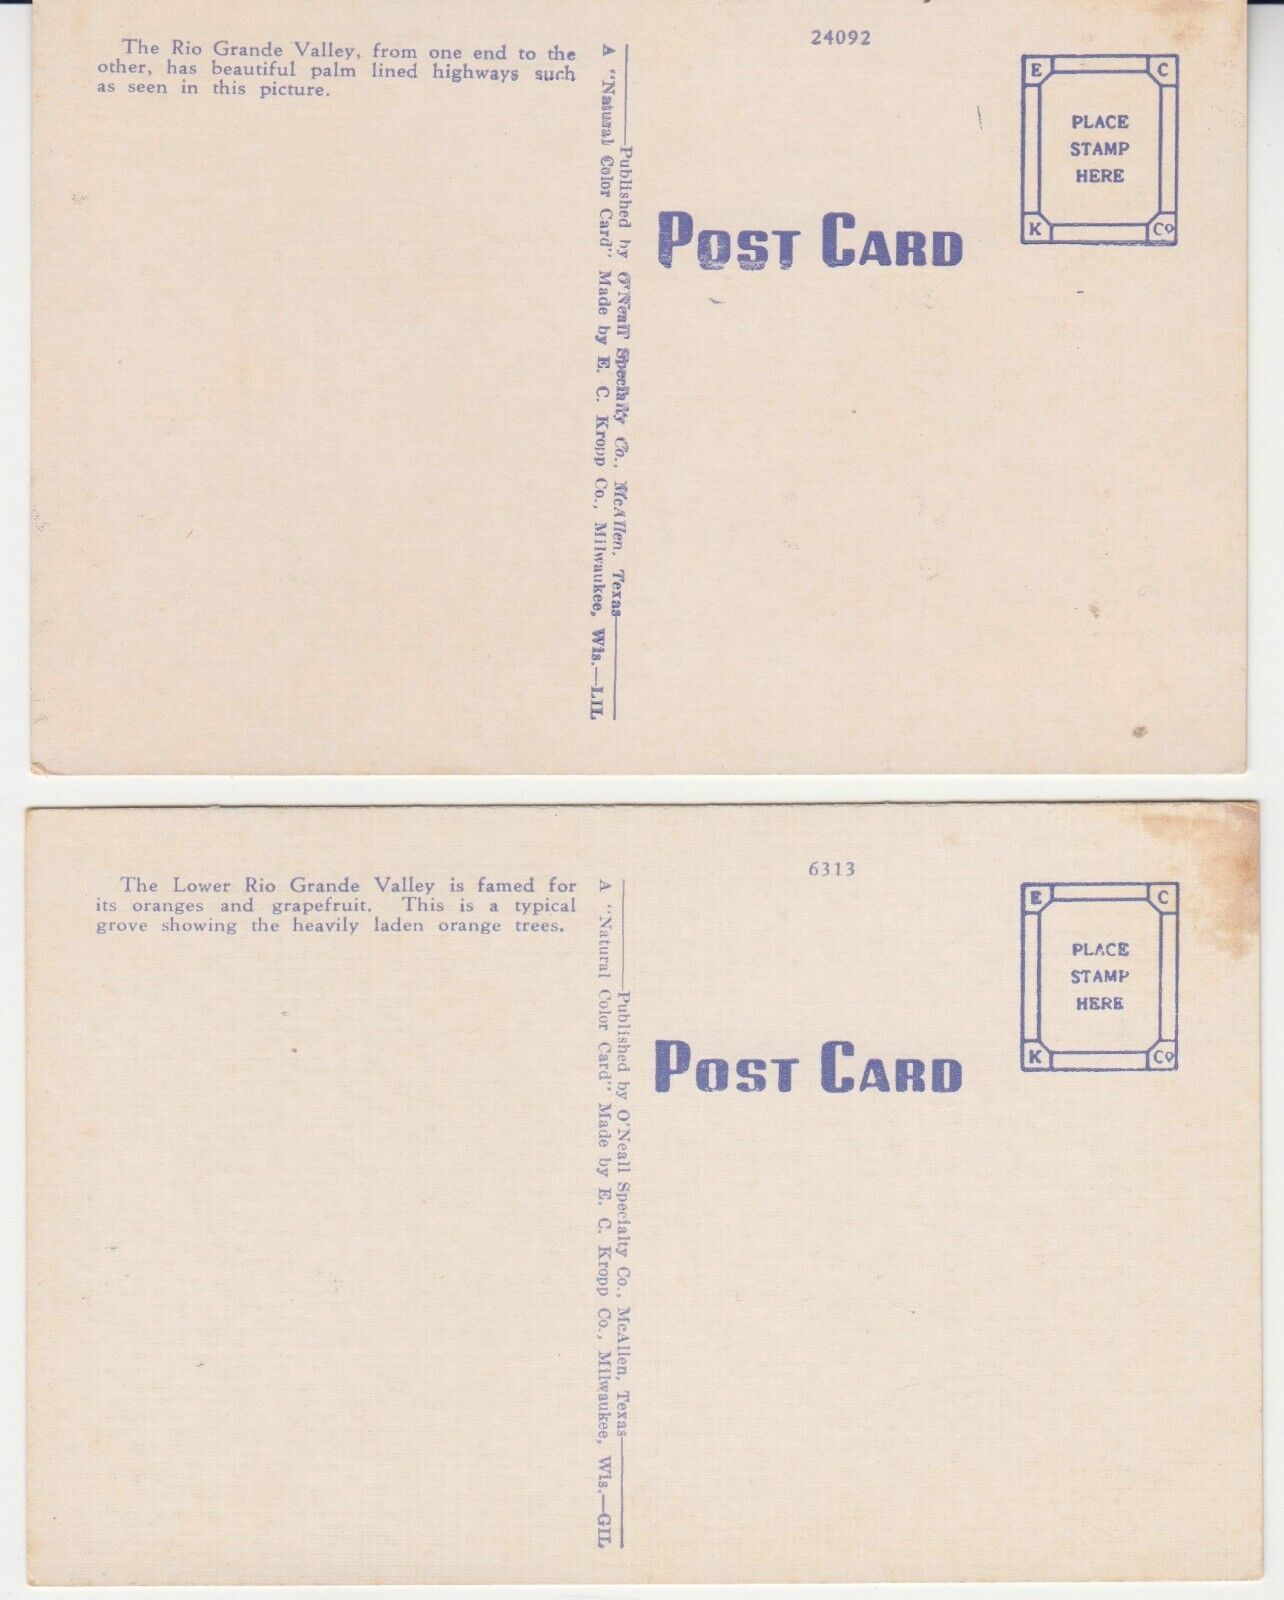 The Rio Grande Valley, from one end to the
other, has beautiful palm lined highways such
as seen in this picture.
A "Natural Color Card" Made by E. C. Kropp Co., Milwaukee, Wis.—LIL
Published by O'Neall Specialty Co., McAllen, Texas
24092
POST CARD
E C
PLACE
STAMP
HERE
K Co
The Lower Rio Grande Valley is famed for
its oranges and grapefruit. This is a typical
grove showing the heavily laden orange trees.
A "Natural Color Card" Made by E. C. Kropp Co., Milwaukee, Wis.—GIL
Published by O'Neall Specialty Co., McAllen, Texas
6313
POST CARD
E C
PLACE
STAMP
HERE
K Co